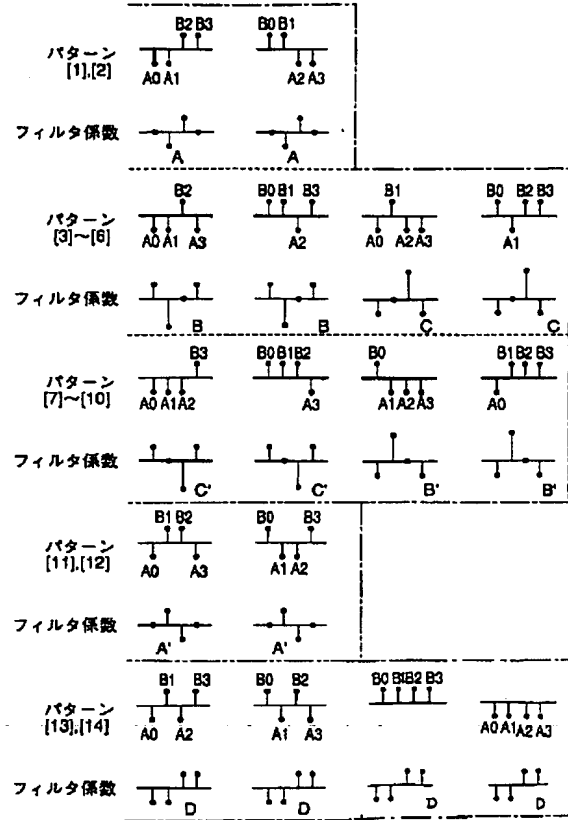 B2 B3 B0 B1
パターン
[1],[2]
A0 A1 A2 A3
フィルタ係数
A A
B2 B0 B1 B3 B1 B0 B2 B3
パターン
[3]〜[6]
A0 A1 A3 A2 A0 A2 A3 A1
フィルタ係数
B B C C
B3 B0 B1 B2 B0 B1 B2 B3
パターン
[7]〜[10]
A0 A1 A2 A3 A1 A2 A3 A0
フィルタ係数
C' C' B' B'
B1 B2 B0 B3
パターン
[11],[12]
A0 A3 A1 A2
フィルタ係数
A' A'
B1 B3 B0 B2 B0 B1 B2 B3
パターン
[13],[14]
A0 A2 A1 A3 A0 A1 A2 A3
フィルタ係数
D D D D